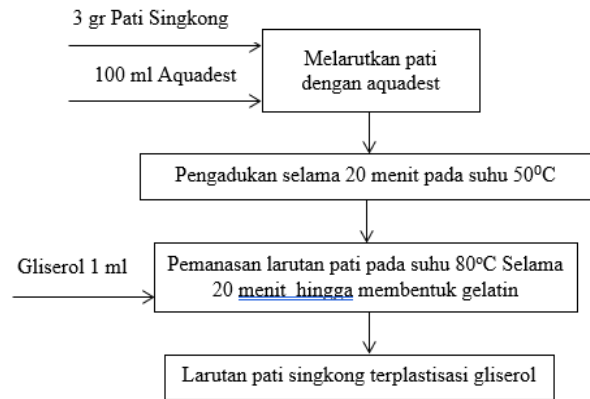 3 gr Pati Singkong
100 ml Aquadest
Melarutkan pati
dengan aquadest
Pengadukan selama 20 menit pada suhu 50⁰C
Gliserol 1 ml
Pemanasan larutan pati pada suhu 80°C Selama
20 menit hingga membentuk gelatin
Larutan pati singkong terplastisasi gliserol